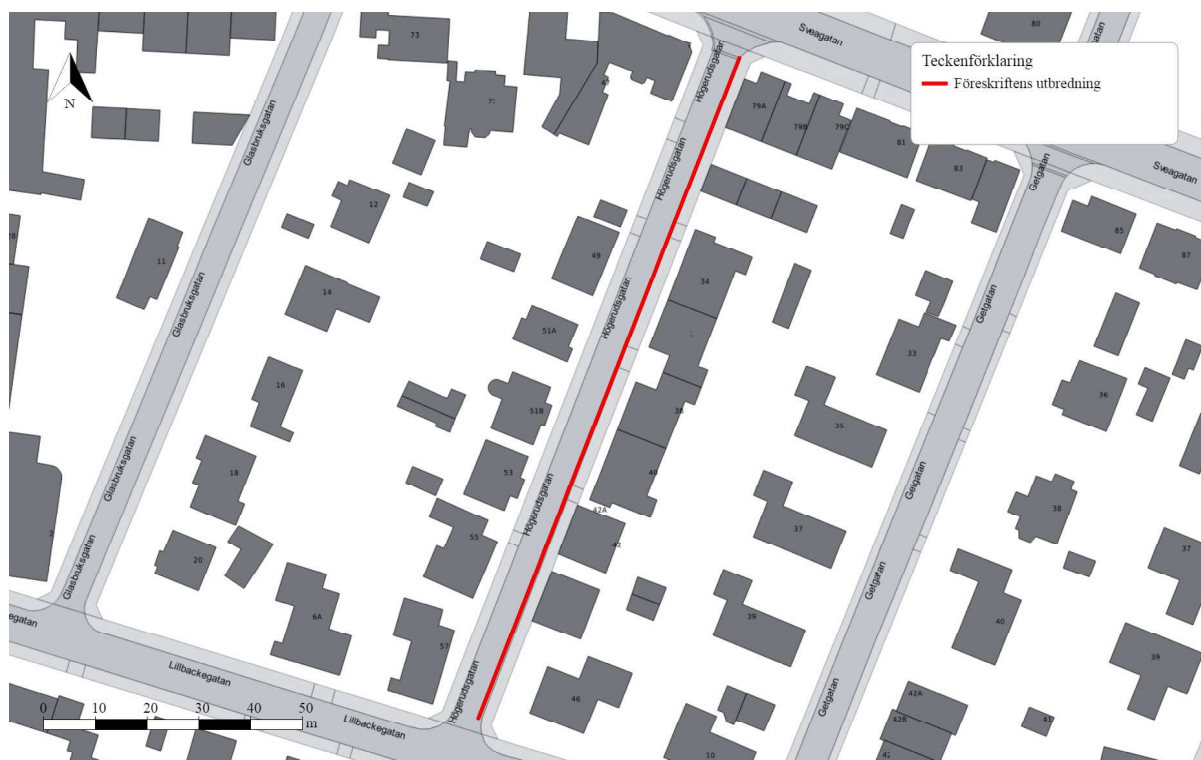 Sveagatan
80
Getgatan
Teckenförklaring
Föreskriftens utbredning
73
Högerudsgatan
N
79A
79B
79C
81
83
Sveagatan
Glasbruksgatan
Högerudsgatan
Getgatan
12
85
87
11
49
34
14
Högerudsgatan
Getgatan
Glasbruksgatan
51A
33
16
51B
38
36
35
53
40
18
Glasbruksgatan
Högerudsgatan
Getgatan
42A
38
37
55
42
20
37
Glasbruksgatan
Getgatan
6A
39
40
57
39
Lillbackegatan
Högerudsgatan
46
Getgatan
42A
42B
Lillbackegatan
10
0 10 20 30 40 50
m